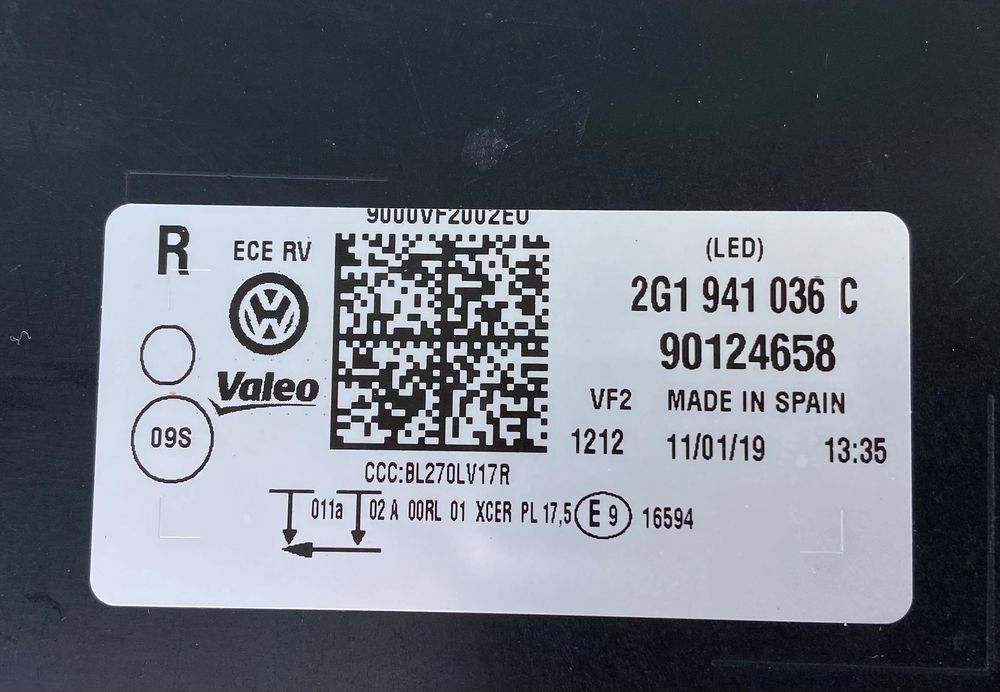 9000VF2002EU
R
ECE RV
(LED)
2G1 941 036 C
90124658
Valeo
VF2 MADE IN SPAIN
09S
1212 11/01/19 13:35
CCC:BL270LV17R
011a 02 A 00RL 01 XCER PL 17,5 E 9 16594